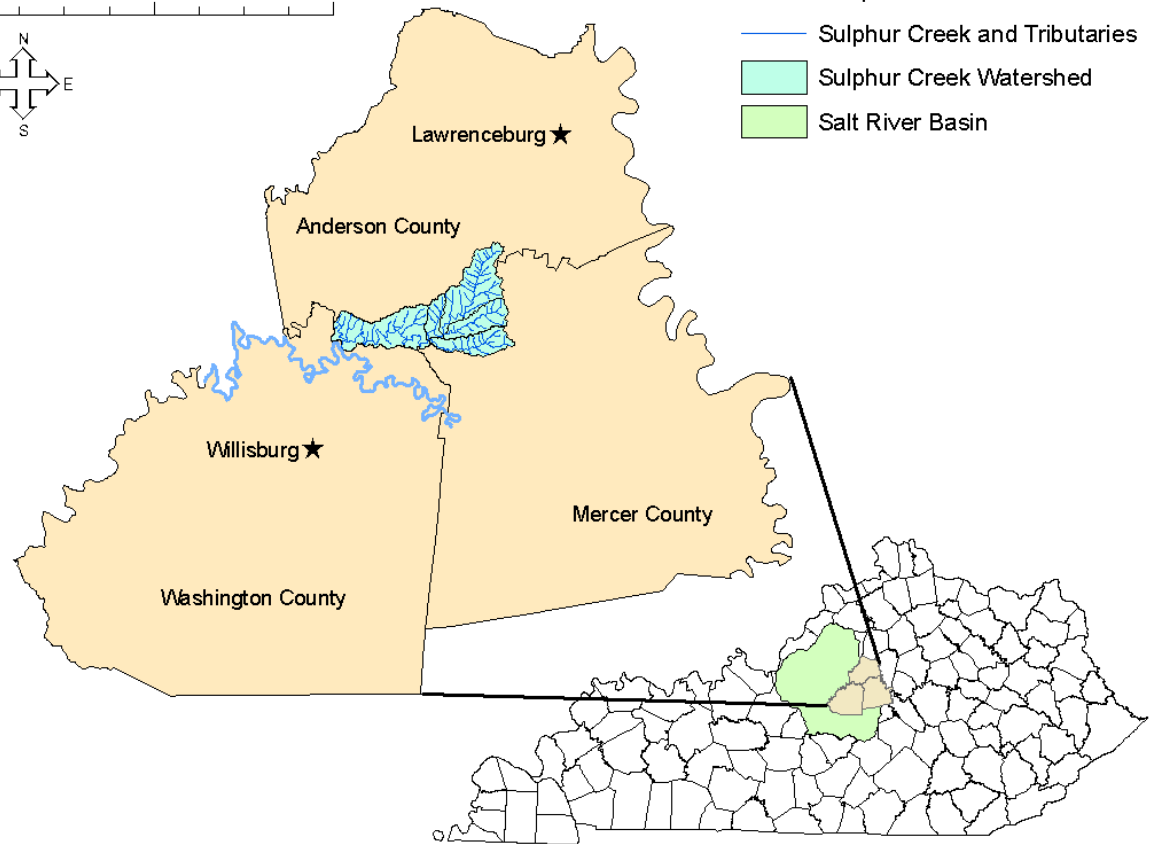 N
E
S
Sulphur Creek and Tributaries
Sulphur Creek Watershed
Salt River Basin
Lawrenceburg
Anderson County
Willisburg
Mercer County
Washington County